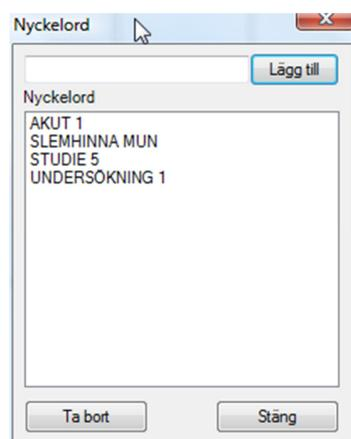 Nyckelord
Lägg till
Nyckelord
AKUT 1
SLEMHINNA MUN
STUDIE 5
UNDERSÖKNING 1
Ta bort
Stäng